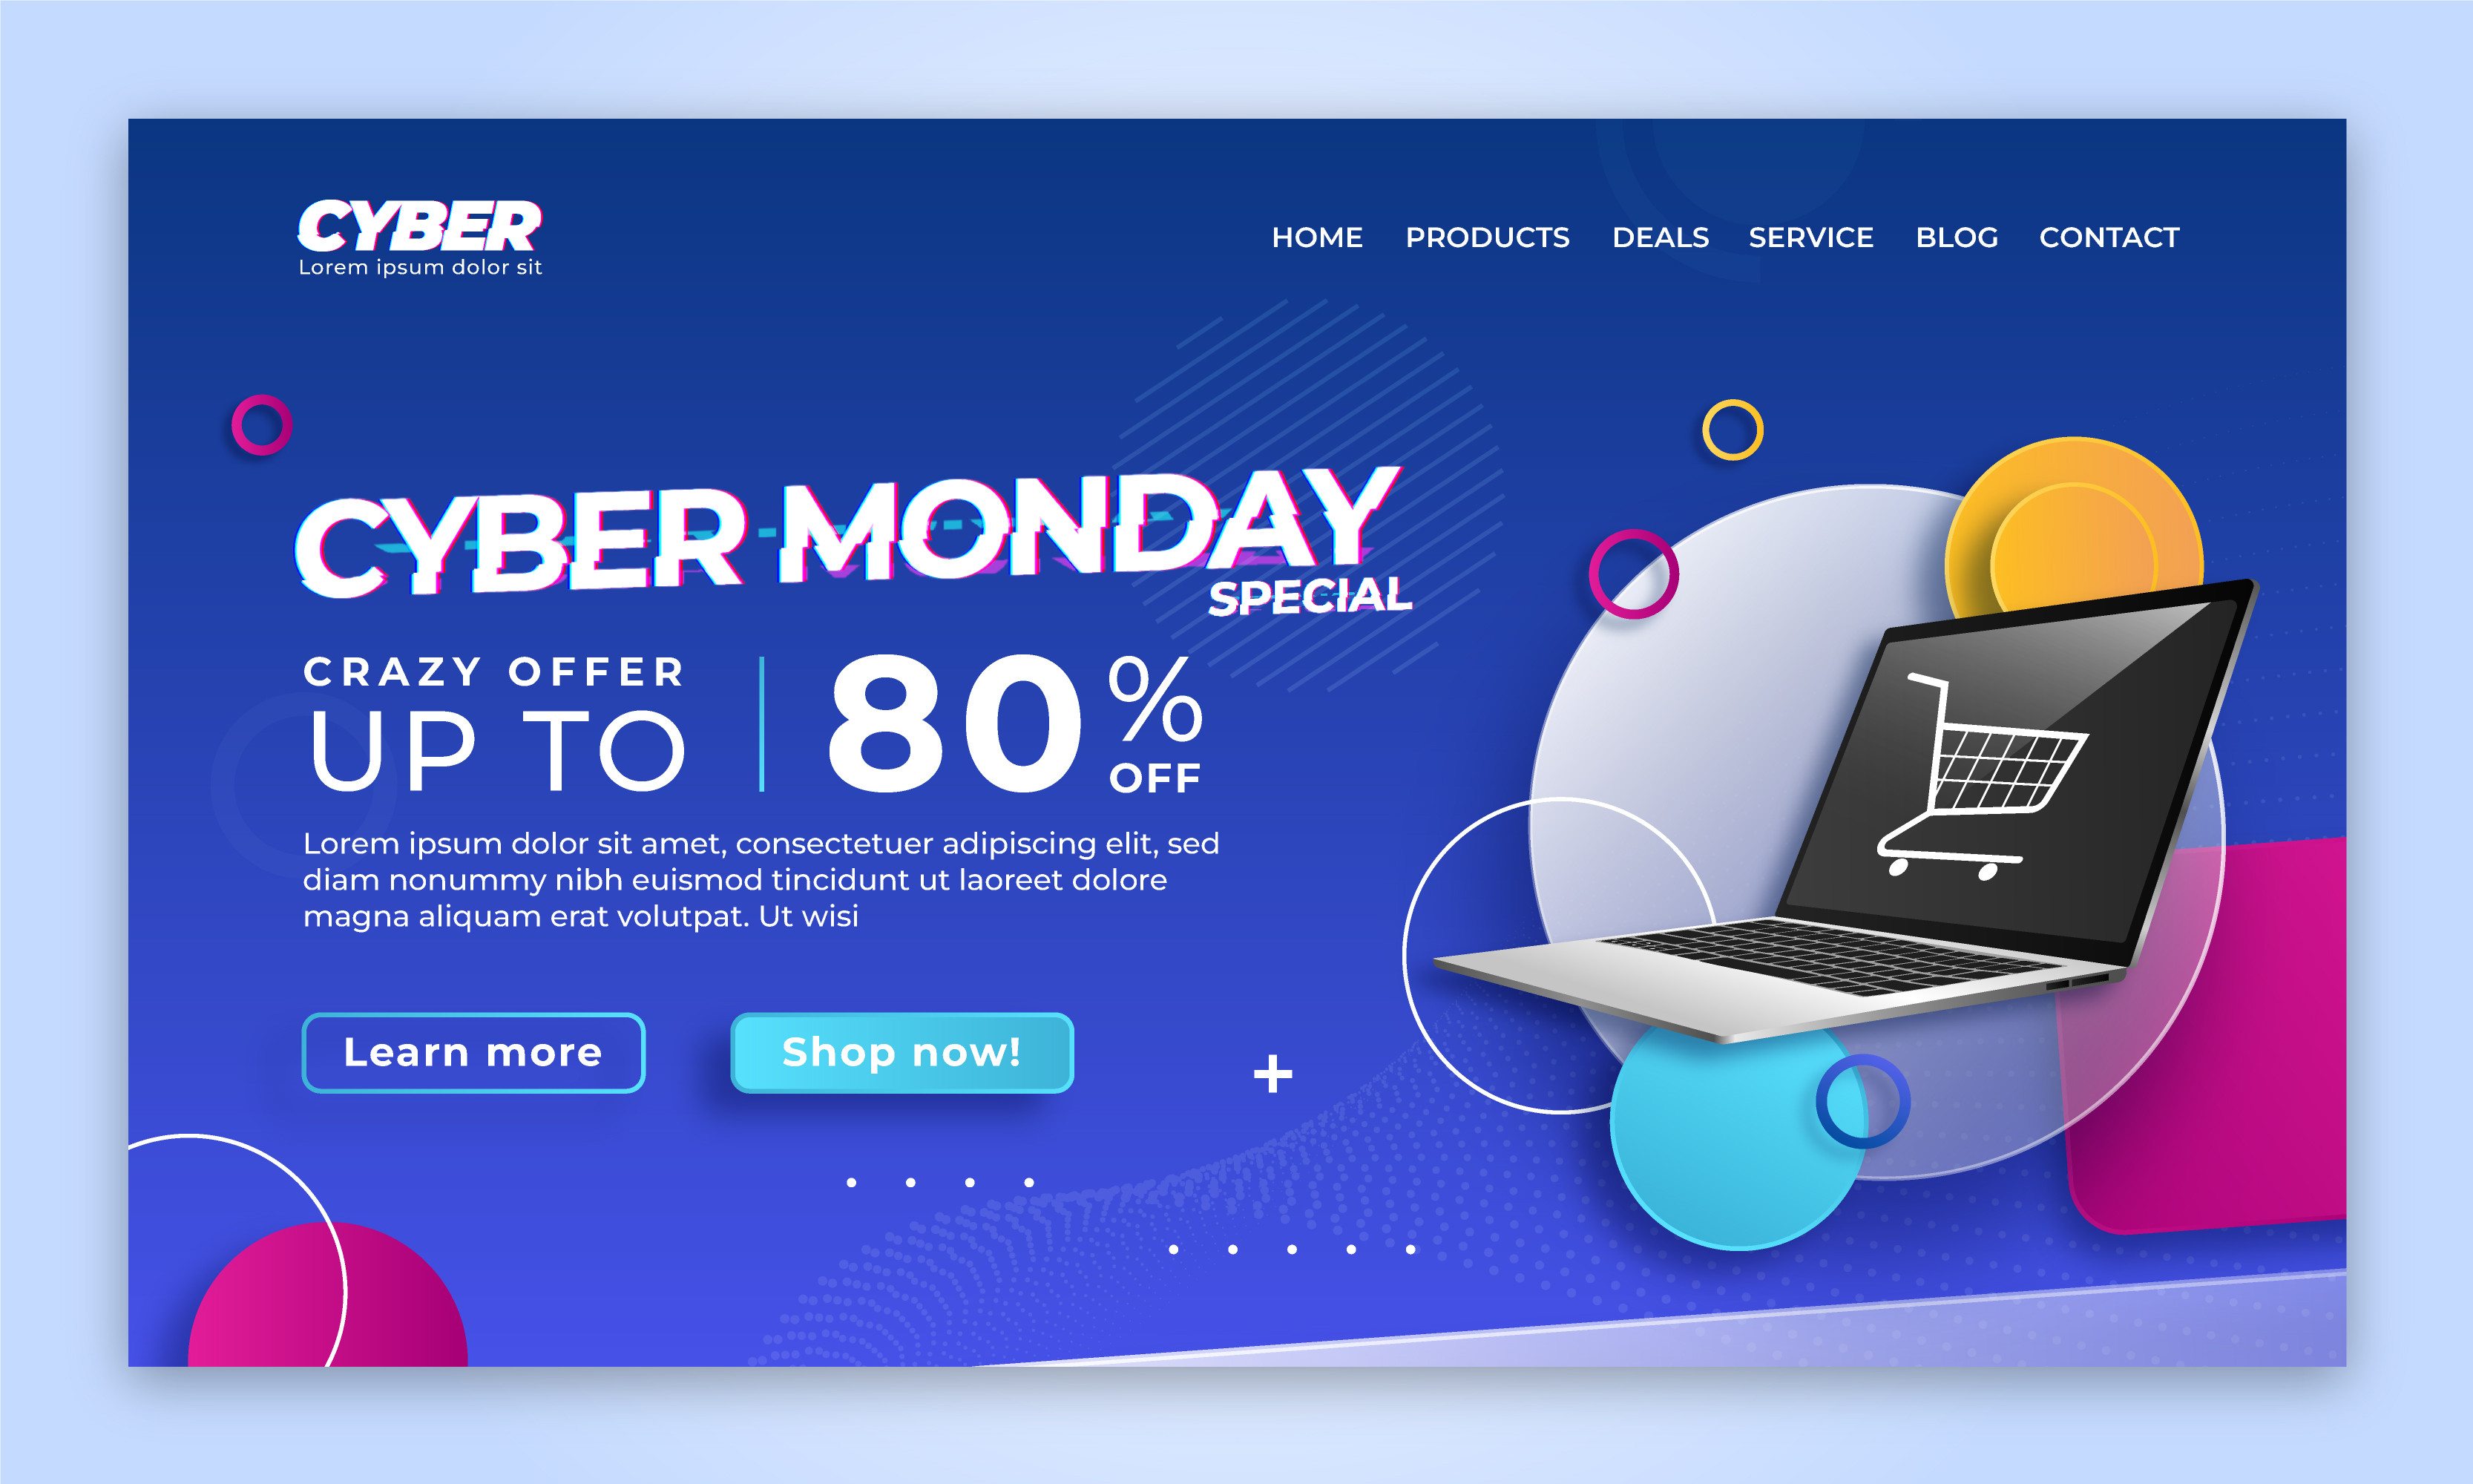 CYBER
Lorem ipsum dolor sit
HOME PRODUCTS DEALS SERVICE BLOG CONTACT
CYBER MONDAY
SPECIAL
CRAZY OFFER
UP TO
80%
OFF
Lorem ipsum dolor sit amet, consectetuer adipiscing elit, sed
diam nonummy nibh euismod tincidunt ut laoreet dolore
magna aliquam erat volutpat. Ut wisi
Learn more
Shop now!